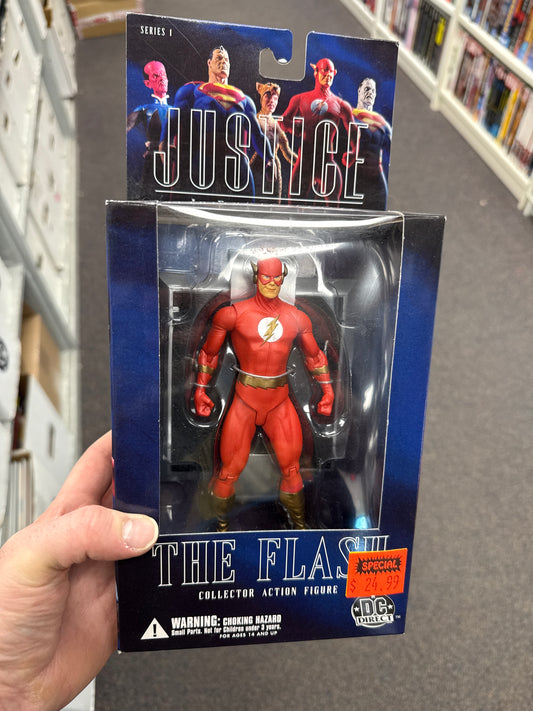 SERIES 1
JUSTICE
THE FLASH
COLLECTOR ACTION FIGURE
SPECIAL
$ 24.99
WARNING: CHOKING HAZARD
Small Parts. Not for Children under 3 years.
FOR AGES 14 AND UP
DC
DIRECT™